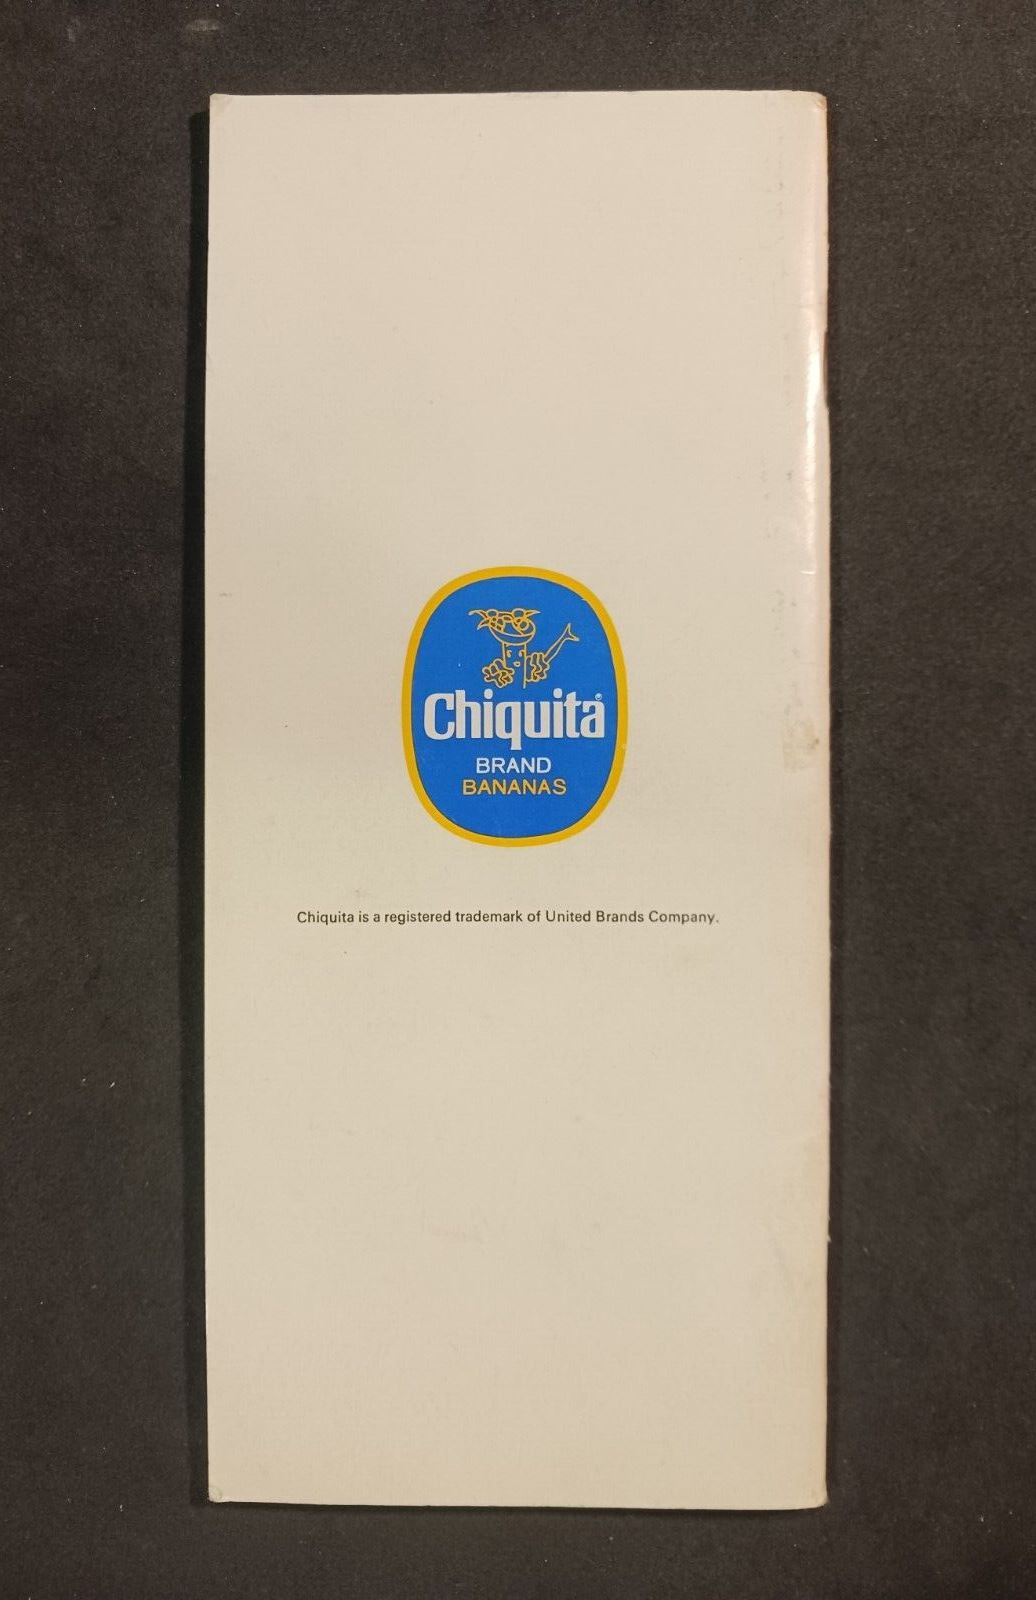 Chiquita®
BRAND
BANANAS
Chiquita is a registered trademark of United Brands Company.